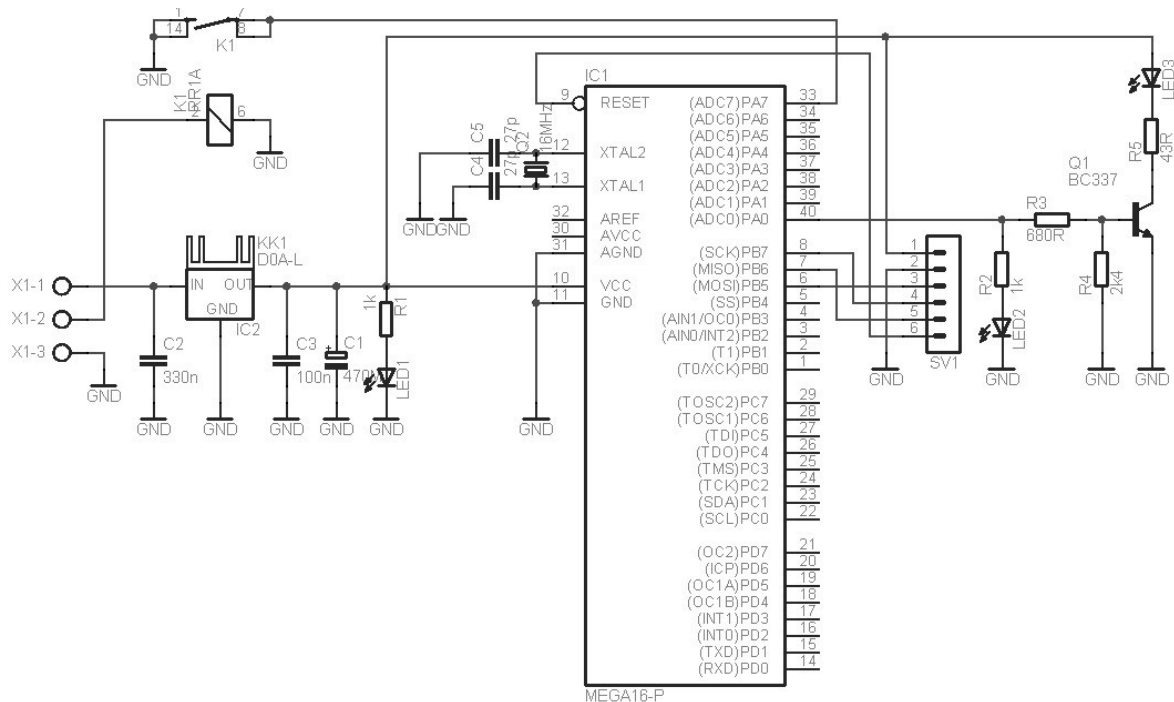 1
14
7
8
K1
GND
K1
RR1A
2
6
GND
X1-1
X1-2
X1-3
GND
KK1
D0A-L
IN
OUT
GND
IC2
C2
330n
C3
100n
C1
+
470M
1k
R1
LED1
GND
GND
GND
GND
GND
C5
27p
C4
27p
Q2
16MHz
GND
GND
GND
IC1
9
RESET
12
XTAL2
13
XTAL1
32
AREF
30
AVCC
31
AGND
10
VCC
11
GND
(ADC7)PA7 33
(ADC6)PA6 34
(ADC5)PA5 35
(ADC4)PA4 36
(ADC3)PA3 37
(ADC2)PA2 38
(ADC1)PA1 39
(ADC0)PA0 40
(SCK)PB7 8
(MISO)PB6 7
(MOSI)PB5 6
(SS)PB4 5
(AIN1/OC0)PB3 4
(AIN0/INT2)PB2 3
(T1)PB1 2
(T0/XCK)PB0 1
(TOSC2)PC7 29
(TOSC1)PC6 28
(TDI)PC5 27
(TDO)PC4 26
(TMS)PC3 25
(TCK)PC2 24
(SDA)PC1 23
(SCL)PC0 22
(OC2)PD7 21
(ICP)PD6 20
(OC1A)PD5 19
(OC1B)PD4 18
(INT1)PD3 17
(INT0)PD2 16
(TXD)PD1 15
(RXD)PD0 14
MEGA16-P
1
2
3
4
5
6
SV1
GND
R2
1k
LED2
GND
R3
680R
R4
2k4
GND
Q1
BC337
R5
43R
LED3
GND